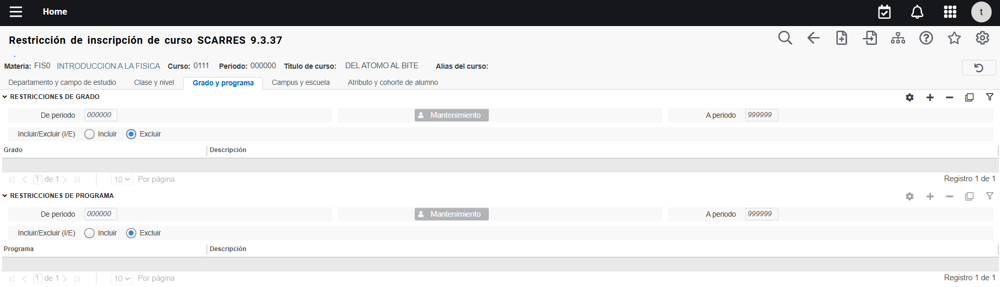 Home
t
Restricción de inscripción de curso SCARRES 9.3.37
Materia: FIS0 INTRODUCCION A LA FISICA Curso: 0111 Periodo: 000000 Título de curso: DEL ATOMO AL BITE Alias del curso:
Departamento y campo de estudio Clase y nivel Grado y programa Campus y escuela Atributo y cohorte de alumno
RESTRICCIONES DE GRADO
De periodo 000000 Mantenimiento A periodo 999999
Incluir/Excluir (I/E) Incluir Excluir
Grado Descripción
1 de 1 10 Por página Registro 1 de 1
RESTRICCIONES DE PROGRAMA
De periodo 000000 Mantenimiento A periodo 999999
Incluir/Excluir (I/E) Incluir Excluir
Programa Descripción
1 de 1 10 Por página Registro 1 de 1